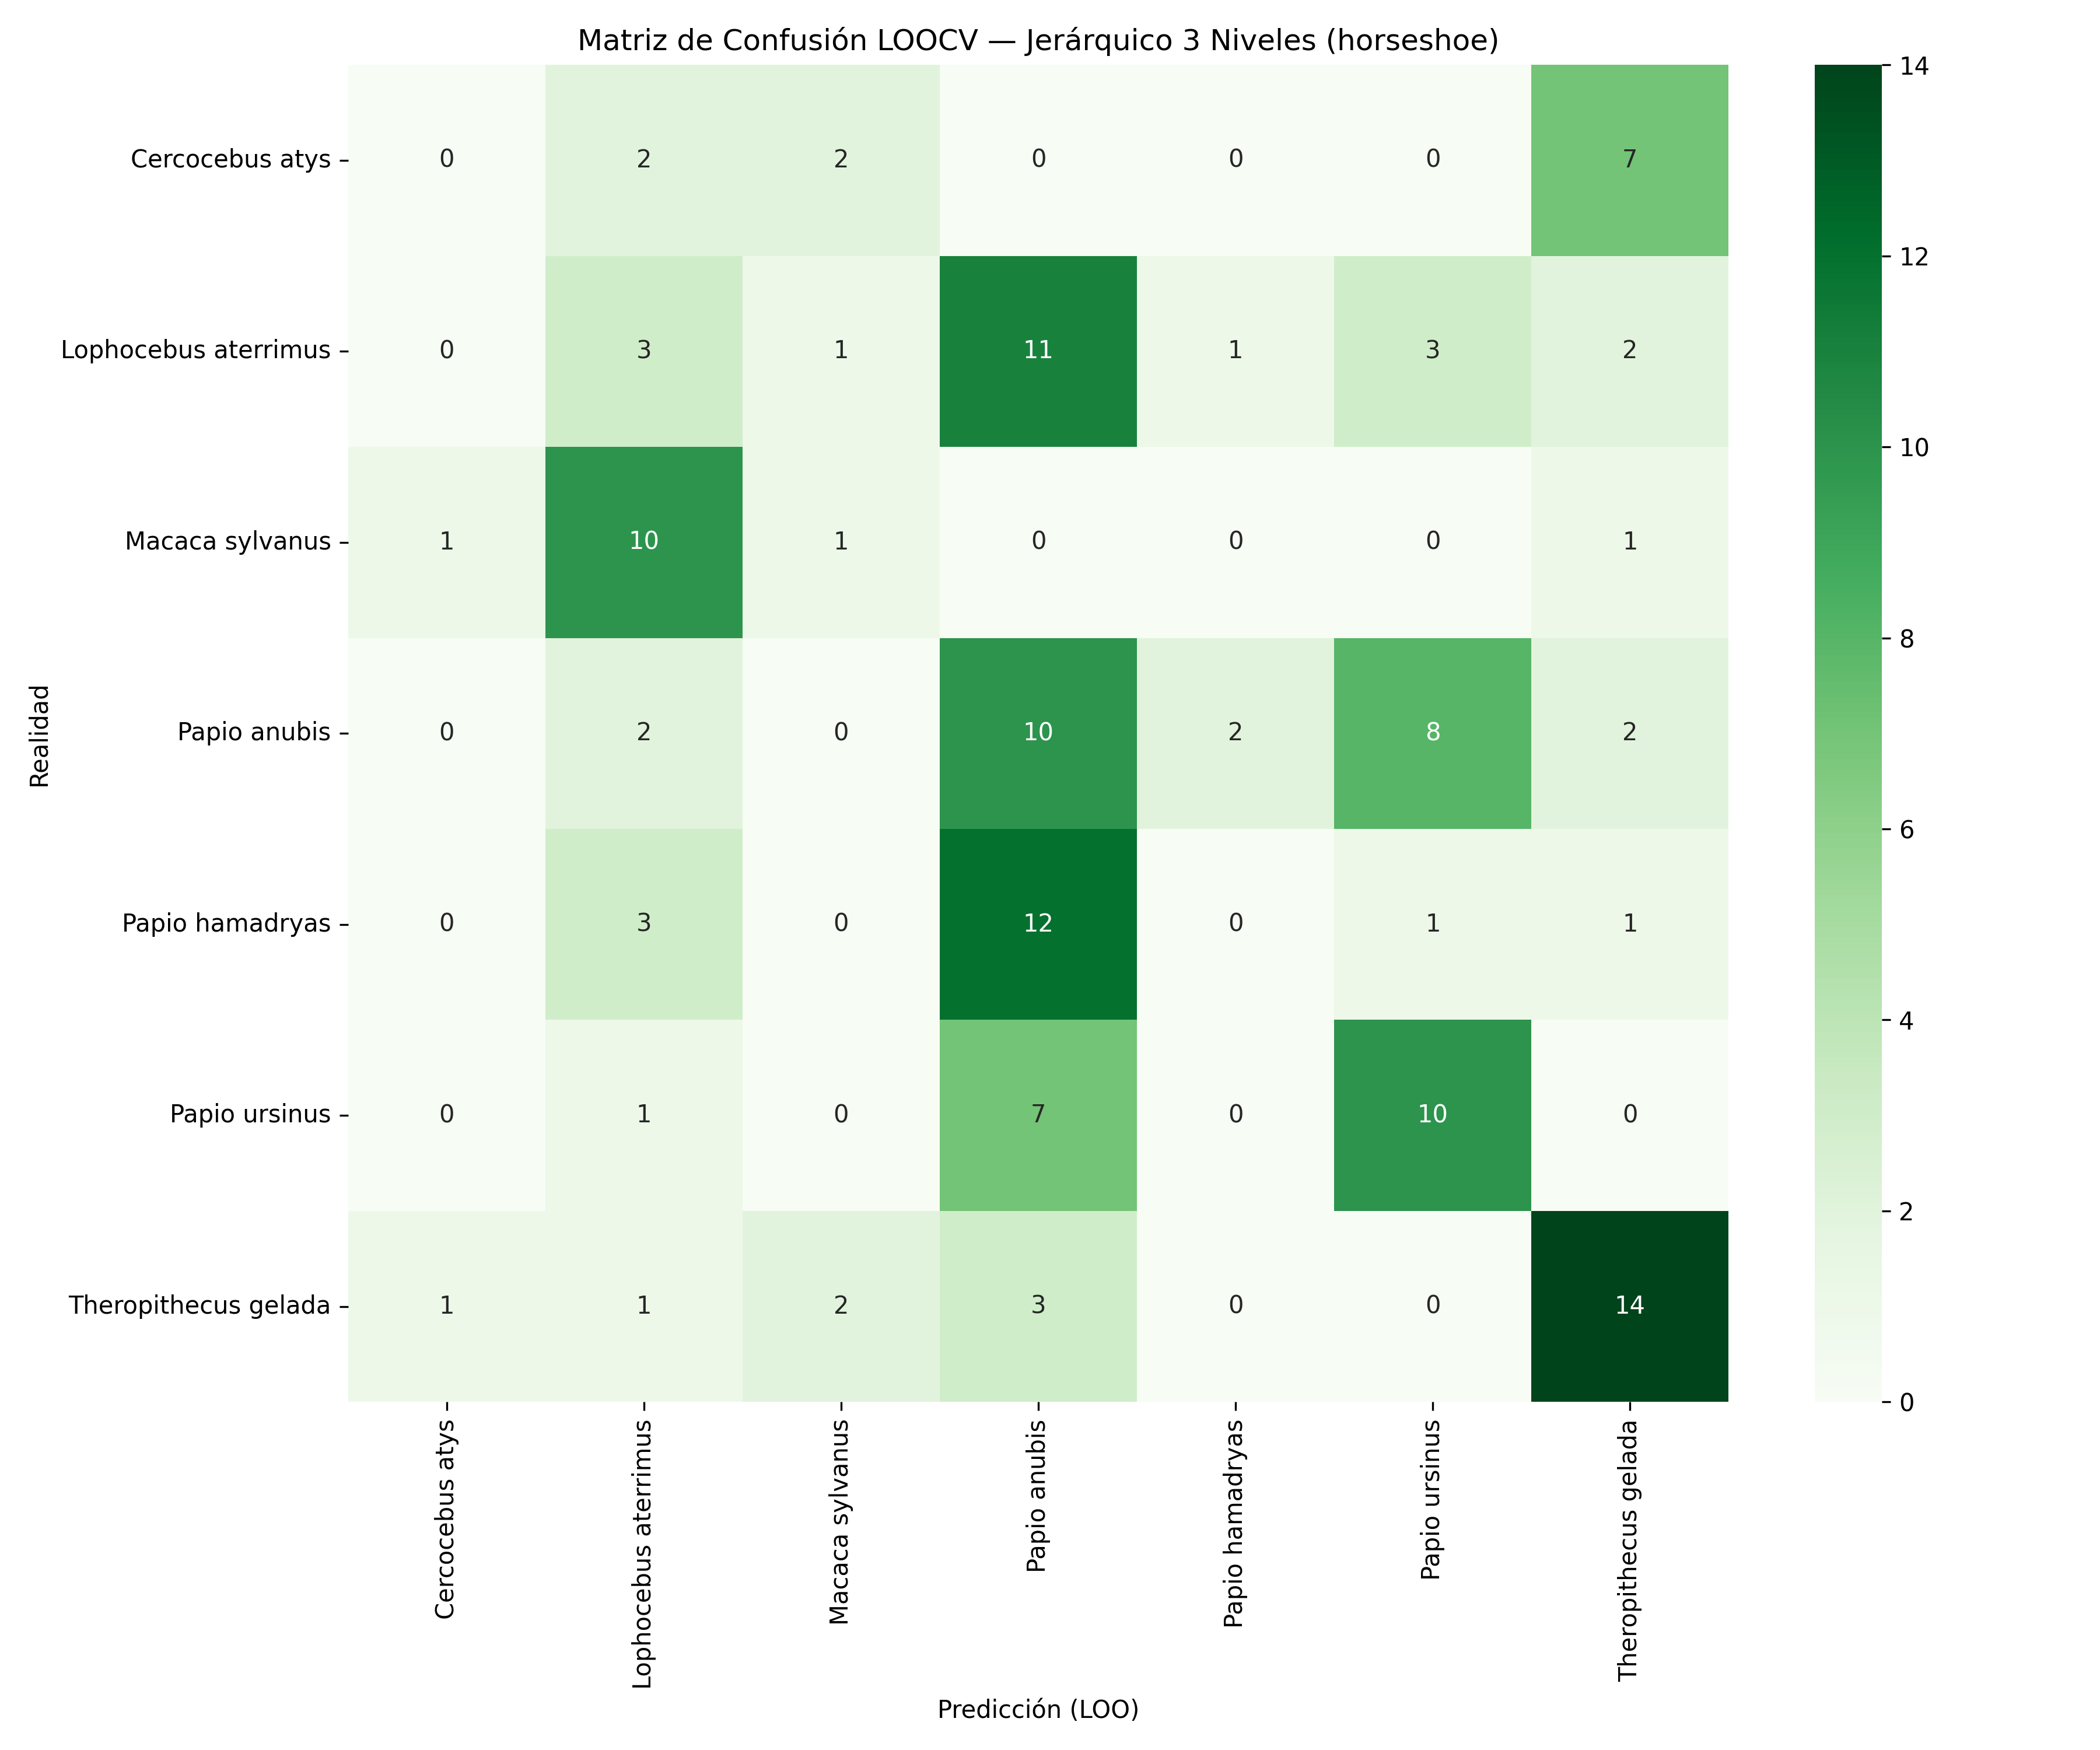 Matriz de Confusión LOOCV — Jerárquico 3 Niveles (horseshoe)
Realidad
Cercocebus atys 0 2 2 0 0 0 7
Lophocebus aterrimus 0 3 1 11 1 3 2
Macaca sylvanus 1 10 1 0 0 0 1
Papio anubis 0 2 0 10 2 8 2
Papio hamadryas 0 3 0 12 0 1 1
Papio ursinus 0 1 0 7 0 10 0
Theropithecus gelada 1 1 2 3 0 0 14
Cercocebus atys
Lophocebus aterrimus
Macaca sylvanus
Papio anubis
Papio hamadryas
Papio ursinus
Theropithecus gelada
Predicción (LOO)
14
12
10
8
6
4
2
0